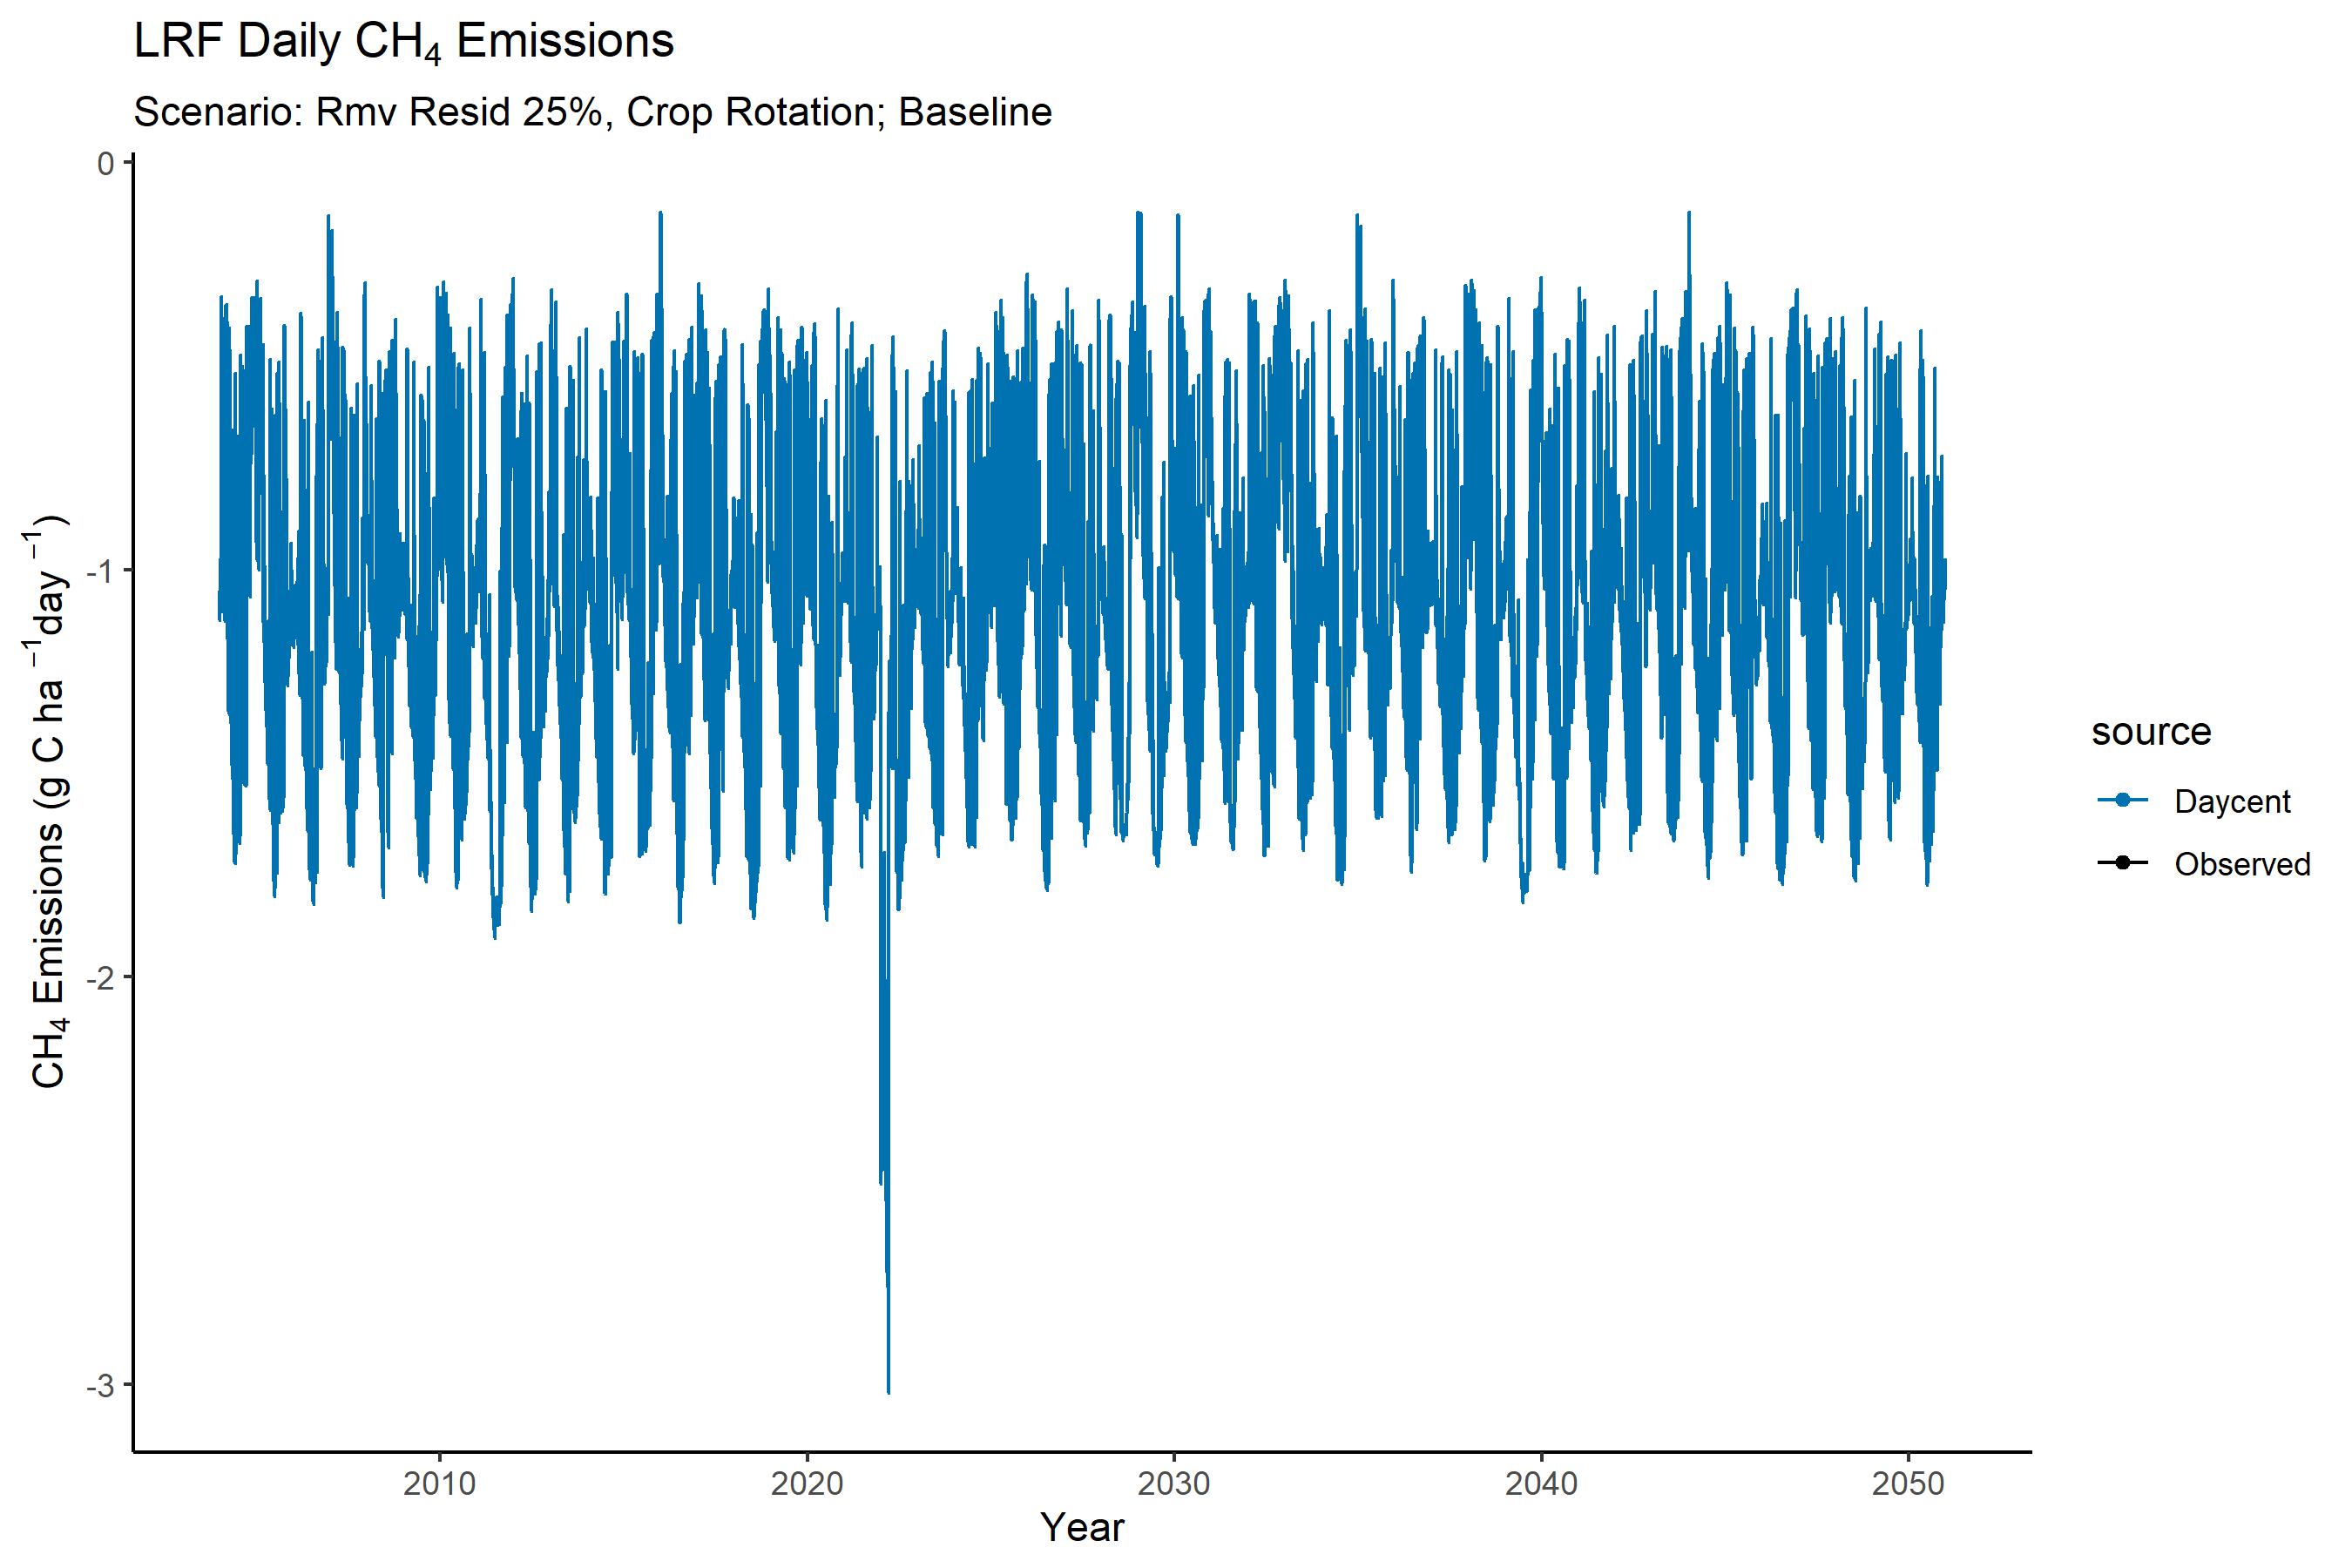 LRF Daily CH₄ Emissions
Scenario: Rmv Resid 25%, Crop Rotation; Baseline
CH₄ Emissions (g C ha ⁻¹day ⁻¹)
0
-1
-2
-3
2010
2020
2030
2040
2050
Year
source
Daycent
Observed